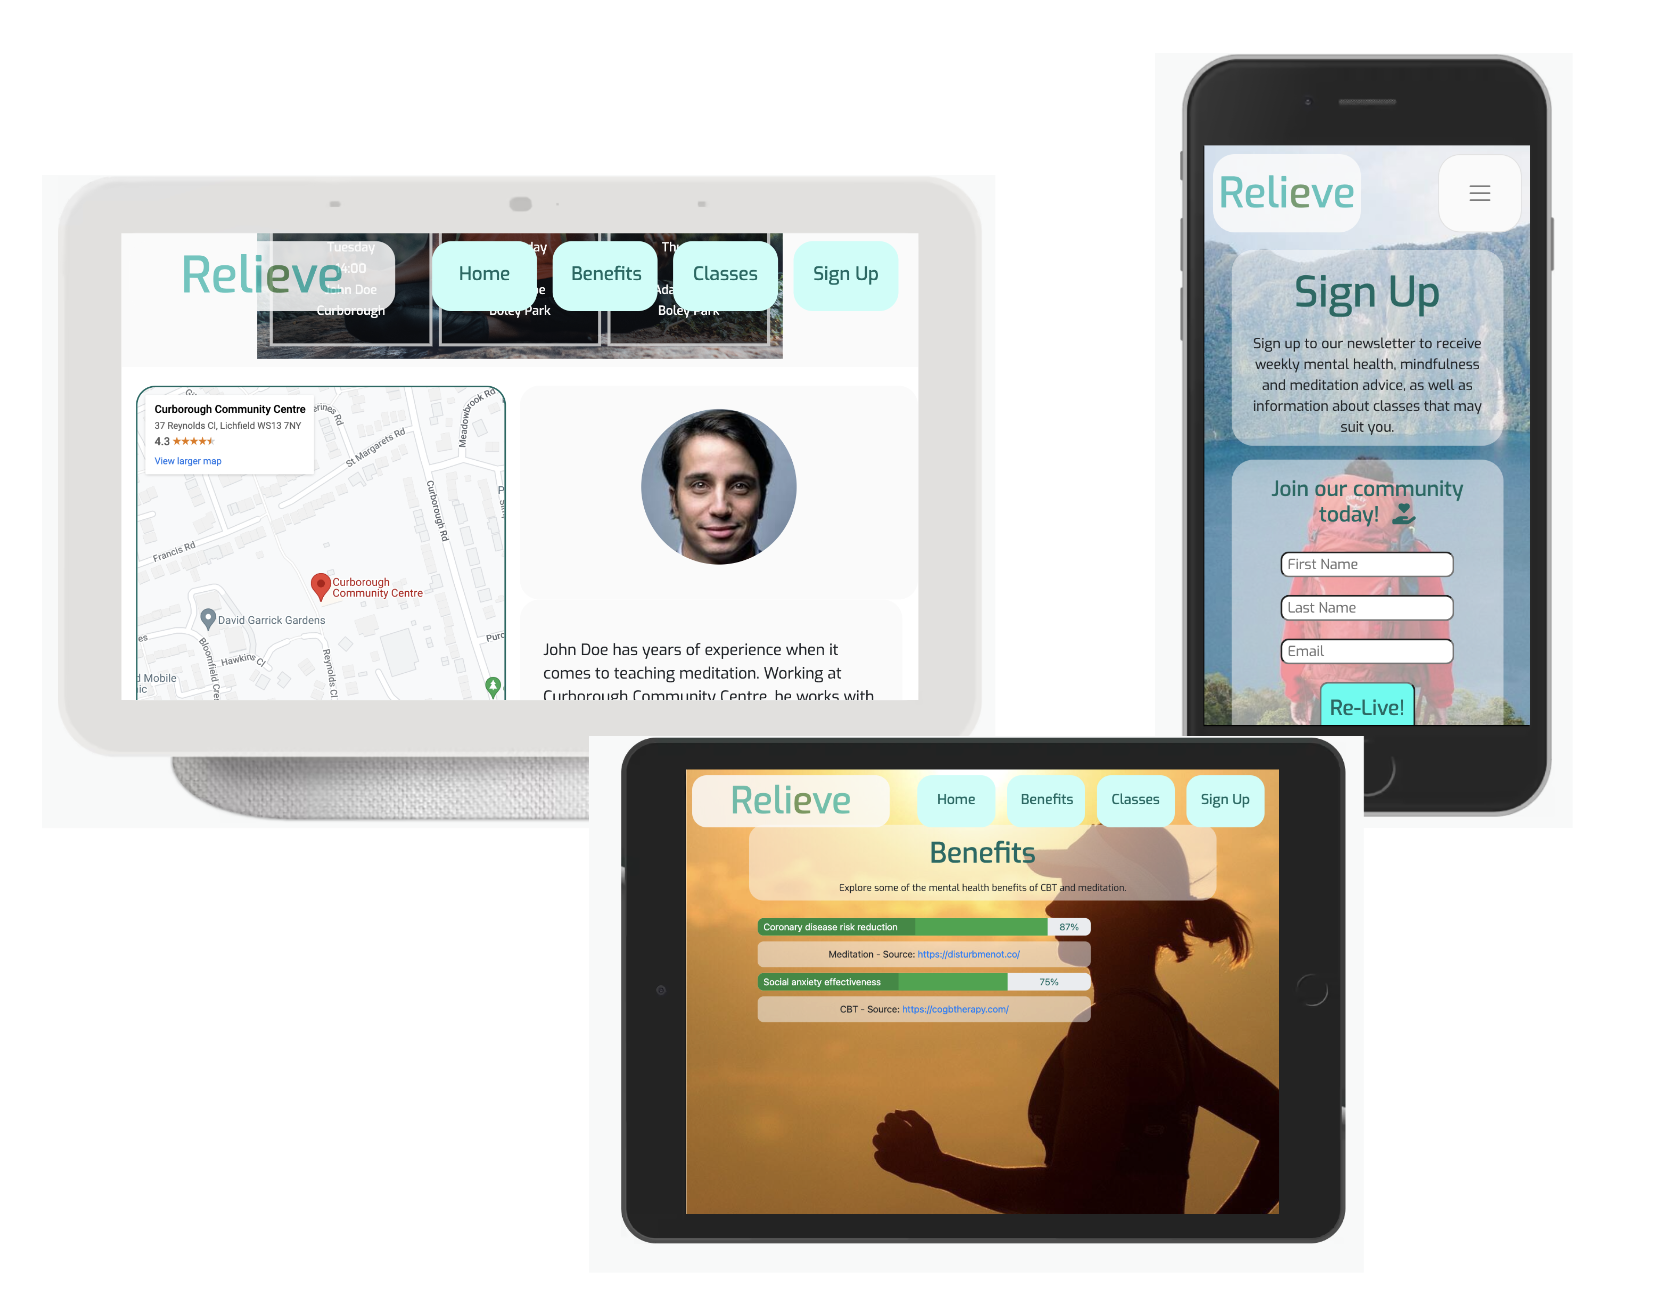 Relieve
Home
Benefits
Classes
Sign Up
Tuesday
14:00
John Doe
Curborough
Boley Park
Boley Park
Curborough Community Centre
37 Reynolds Cl, Lichfield WS13 7NY
4.3
View larger map
St Margarets Rd
Meadowbrook Rd
Curborough Rd
Francis Rd
Curborough
Community Centre
David Garrick Gardens
Hawkins Cl
Reynolds Cl
Mobile
John Doe has years of experience when it
comes to teaching meditation. Working at
Curborough Community Centre, he works with
Relieve
Sign Up
Sign up to our newsletter to receive
weekly mental health, mindfulness
and meditation advice, as well as
information about classes that may
suit you.
Join our community
today!
First Name
Last Name
Email
Re-Live!
Relieve
Home
Benefits
Classes
Sign Up
Benefits
Explore some of the mental health benefits of CBT and meditation.
Coronary disease risk reduction 87%
Meditation - Source: https://disturbmenot.co/
Social anxiety effectiveness 75%
CBT - Source: https://cogbtherapy.com/